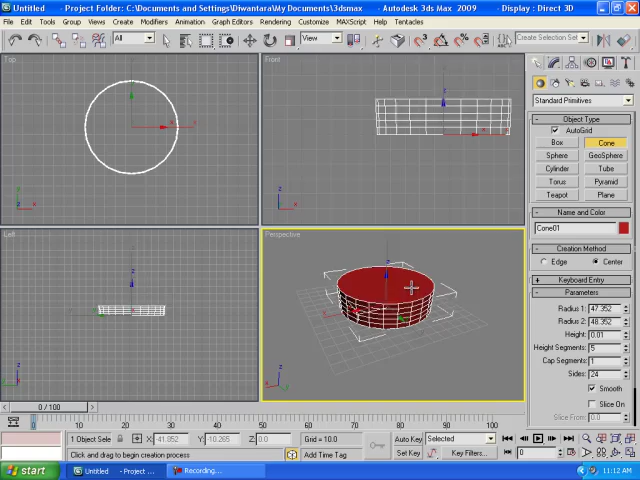 Untitled - Project Folder: C:\Documents and Settings\Diwantara\My Documents\3dsmax - Autodesk 3ds Max 2009 - Display : Direct 3D
File Edit Tools Group Views Create Modifiers Animation Graph Editors Rendering Customize MAXScript Help Tentacles
All View Create Selection Set
Top
Front
Left
Perspective
Standard Primitives
- Object Type
AutoGrid
Box Cone
Sphere GeoSphere
Cylinder Tube
Torus Pyramid
Teapot Plane
- Name and Color
Cone01
- Creation Method
Edge Center
+ Keyboard Entry
- Parameters
Radius 1: 47.352
Radius 2: 48.352
Height: 0.01
Height Segments: 5
Cap Segments: 1
Sides: 24
Smooth
Slice On
Slice From: 0.0
0 / 100
0 10 20 30 40 50 60 70 80 90 100
1 Object Sele X: -41.852 Y: -10.265 Z: 0.0 Grid = 10.0 Auto Key Selected
Click and drag to begin creation process Add Time Tag Set Key Key Filters... 0
start Untitled - Project ... Recording... 11:12 AM